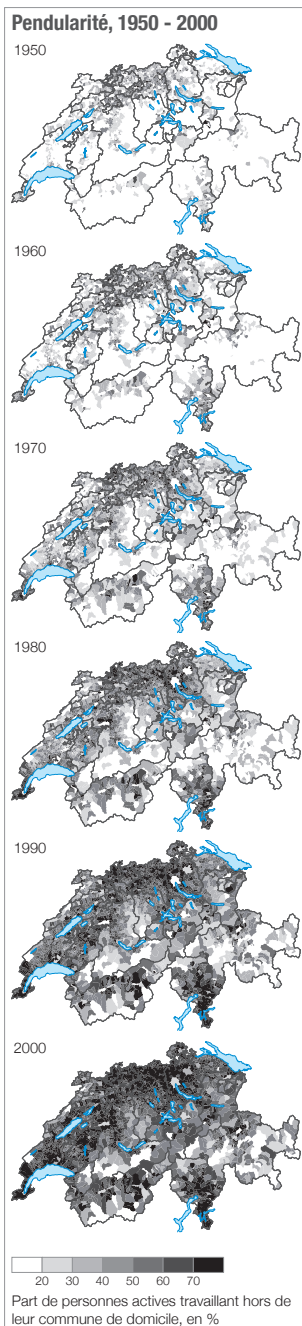 Pendularité, 1950 - 2000
1950
1960
1970
1980
1990
2000
20 30 40 50 60 70
Part de personnes actives travaillant hors de
leur commune de domicile, en %